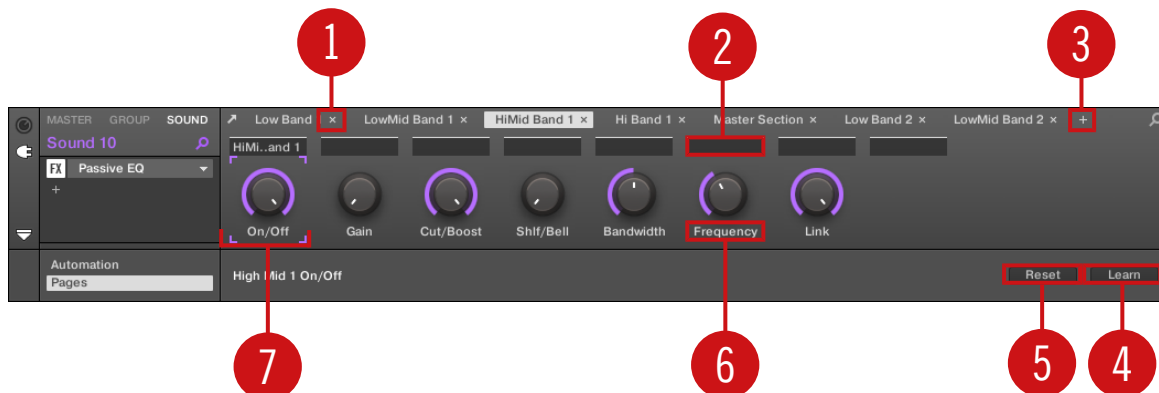 1 2 3
MASTER GROUP SOUND Low Band × LowMid Band 1 × HiMid Band 1 × Hi Band 1 × Master Section × Low Band 2 × LowMid Band 2 × +
Sound 10 HiMi..and 1
FX Passive EQ
+
On/Off Gain Cut/Boost Shlf/Bell Bandwidth Frequency Link
Automation
Pages High Mid 1 On/Off Reset Learn
7 6 5 4